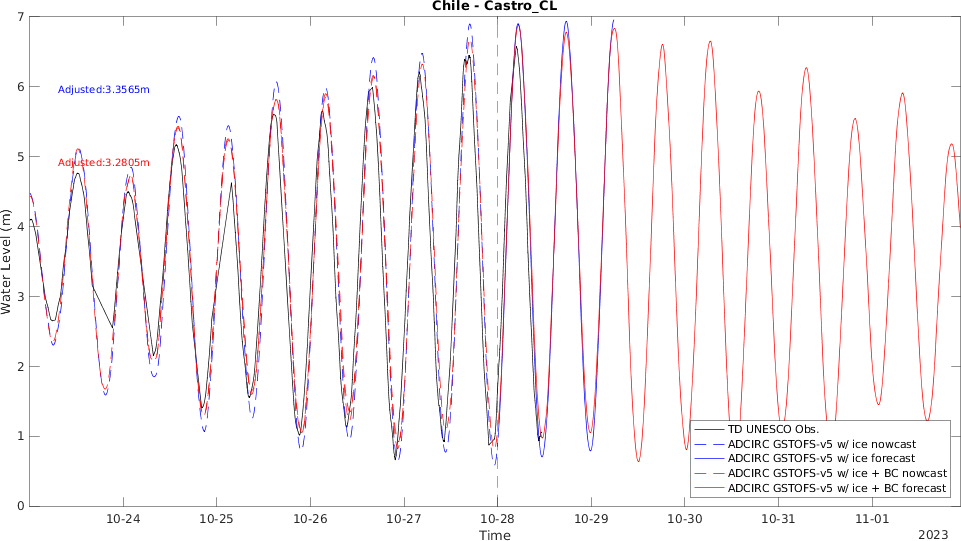 Chile - Castro_CL
7
6
5
4
3
2
1
0
Water Level (m)
Adjusted:3.3565m
Adjusted:3.2805m
TD UNESCO Obs.
ADCIRC GSTOFS-v5 w/ ice nowcast
ADCIRC GSTOFS-v5 w/ ice forecast
ADCIRC GSTOFS-v5 w/ ice + BC nowcast
ADCIRC GSTOFS-v5 w/ ice + BC forecast
10-24 10-25 10-26 10-27 10-28 10-29 10-30 10-31 11-01
Time
2023